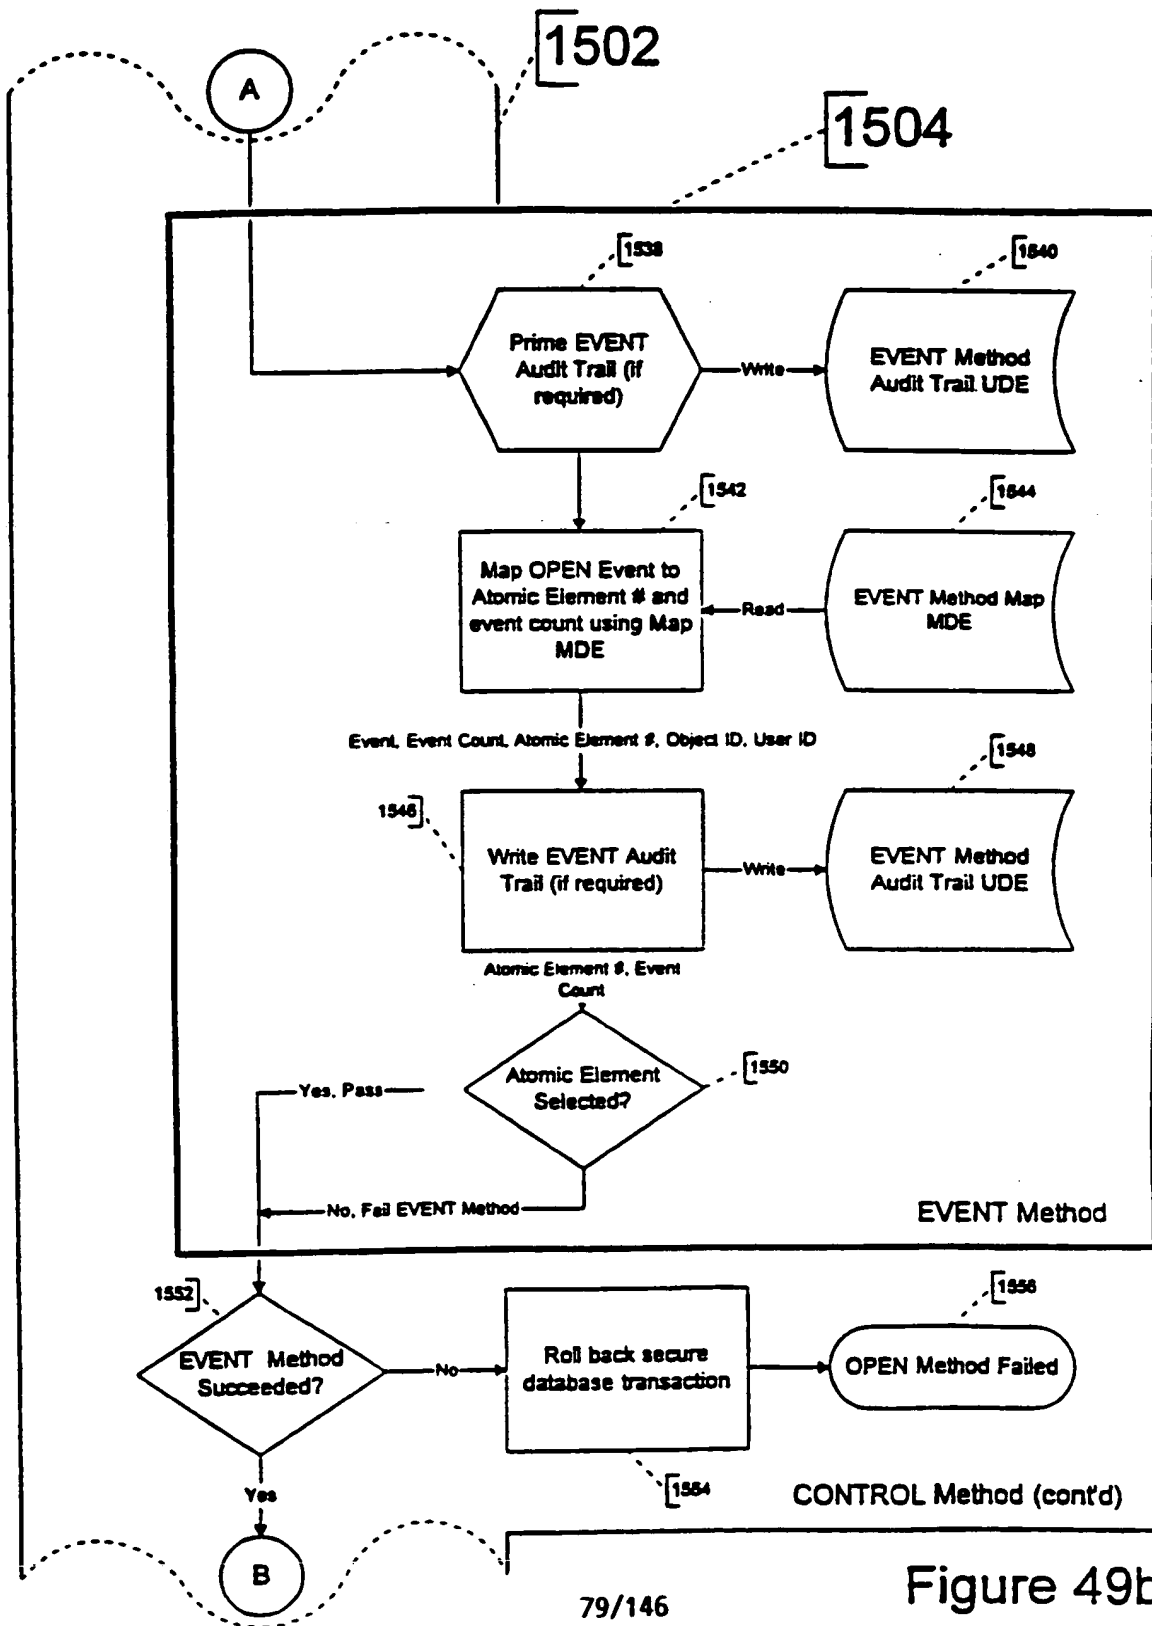 1502
A
1504
1538
1540
Prime EVENT
Audit Trail (if
required)
Write
EVENT Method
Audit Trail UDE
1542
1544
Map OPEN Event to
Atomic Element # and
event count using Map
MDE
Read
EVENT Method Map
MDE
Event, Event Count, Atomic Element #, Object ID, User ID
1548
1546
Write EVENT Audit
Trail (if required)
Write
EVENT Method
Audit Trail UDE
Atomic Element #, Event
Count
1550
Atomic Element
Selected?
Yes, Pass
No, Fail EVENT Method
EVENT Method
1552
1556
EVENT Method
Succeeded?
No
Roll back secure
database transaction
OPEN Method Failed
1554
Yes
CONTROL Method (cont'd)
B
Figure 49b
79/146